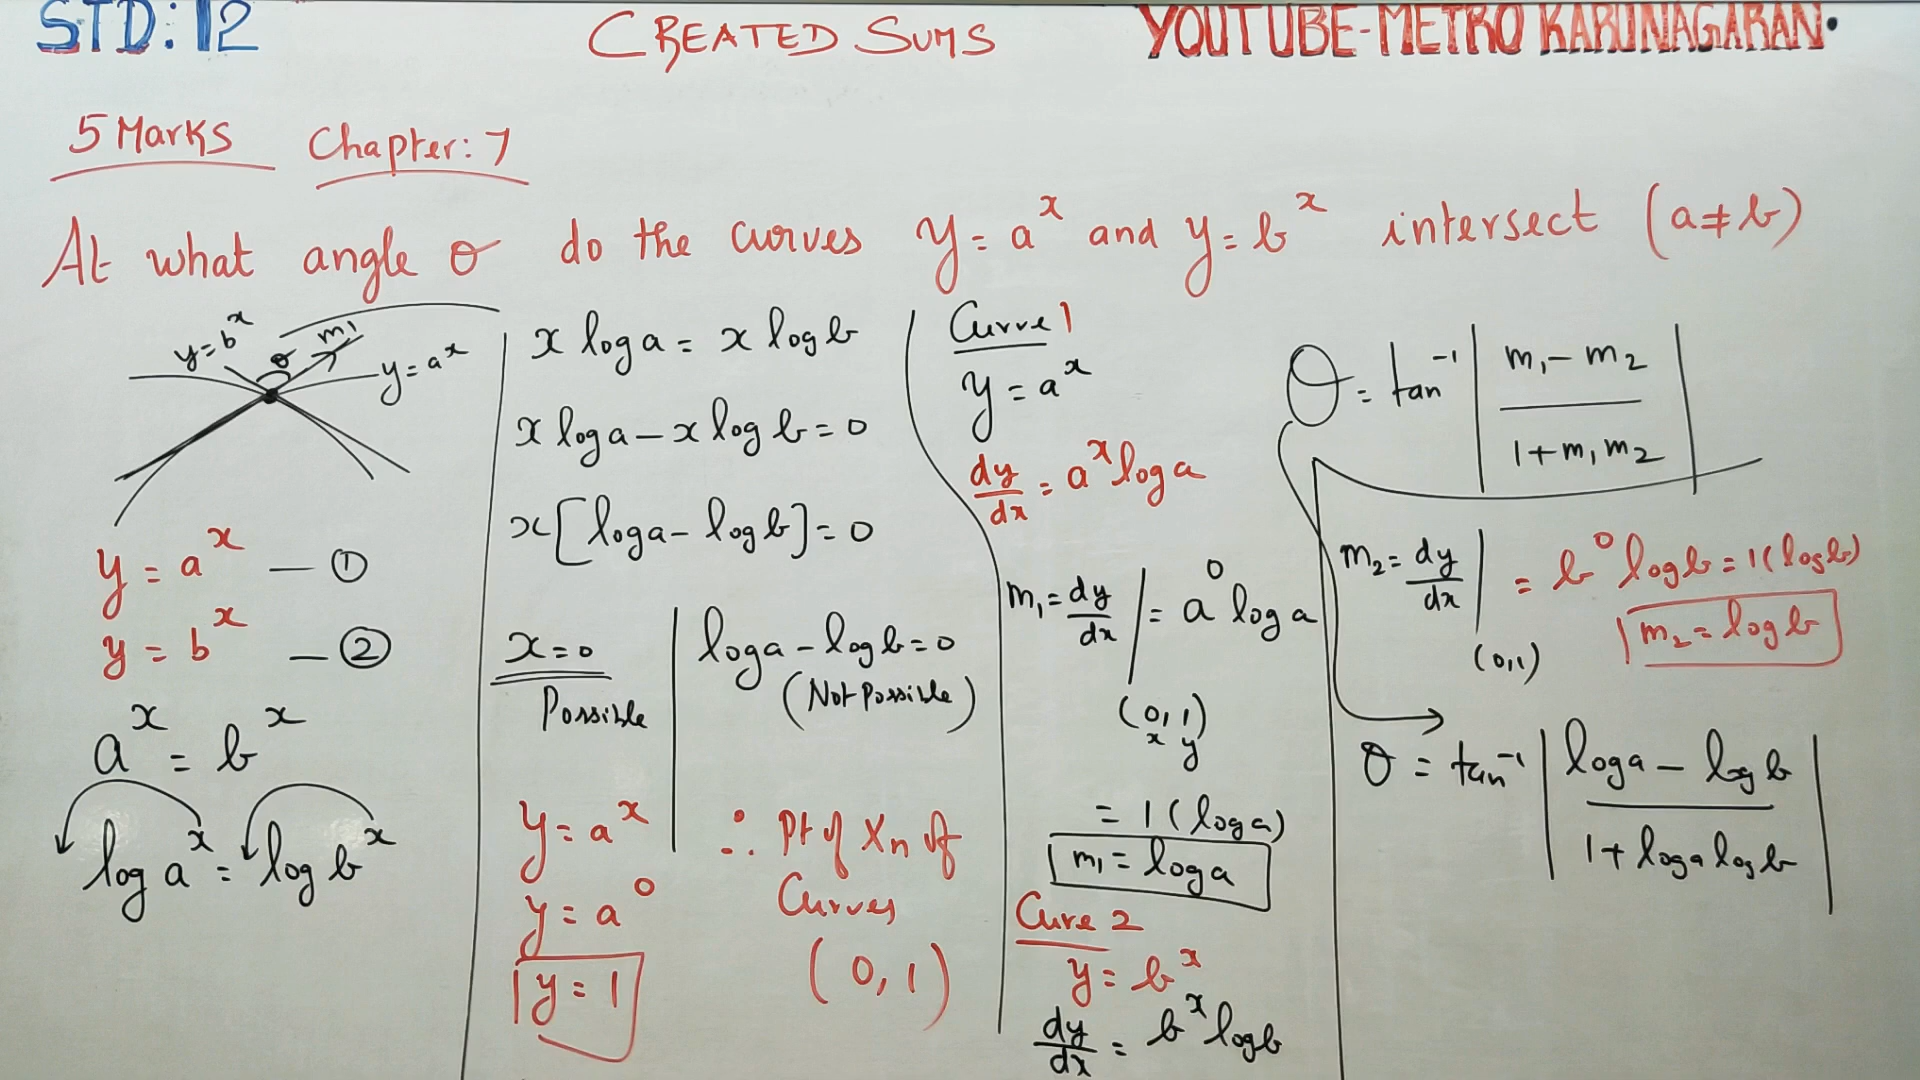 STD: 12
CREATED SUMS
YOUTUBE-METRO KARUNAGARAN.
5 Marks Chapter: 7
At what angle θ do the curves y = a^x and y = b^x intersect (a ≠ b)
y = b^x
θ
m₁
y = a^x
y = a^x — ①
y = b^x — ②
a^x = b^x
log a^x = log b^x
x log a = x log b
x log a - x log b = 0
x[log a - log b] = 0
x = 0
Possible
log a - log b = 0
(Not Possible)
y = a^x
y = a^0
y = 1
∴ Pt of Xn of
Curves
(0, 1)
Curve 1
y = a^x
dy/dx = a^x log a
m₁ = dy/dx | = a^0 log a
(0, 1)
x y
= 1 (log a)
m₁ = log a
Cure 2
y = b^x
dy/dx = b^x log b
θ = tan⁻¹ | (m₁ - m₂) / (1 + m₁ m₂) |
m₂ = dy/dx | = b^0 log b = 1 (log b)
(0, 1)
m₂ = log b
θ = tan⁻¹ | (log a - log b) / (1 + log a log b) |